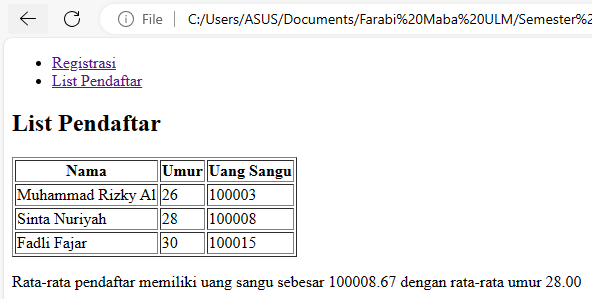 File C:/Users/ASUS/Documents/Farabi%20Maba%20ULM/Semester%2
Registrasi
List Pendaftar
List Pendaftar
Nama Umur Uang Sangu
Muhammad Rizky Al 26 100003
Sinta Nuriyah 28 100008
Fadli Fajar 30 100015
Rata-rata pendaftar memiliki uang sangu sebesar 100008.67 dengan rata-rata umur 28.00